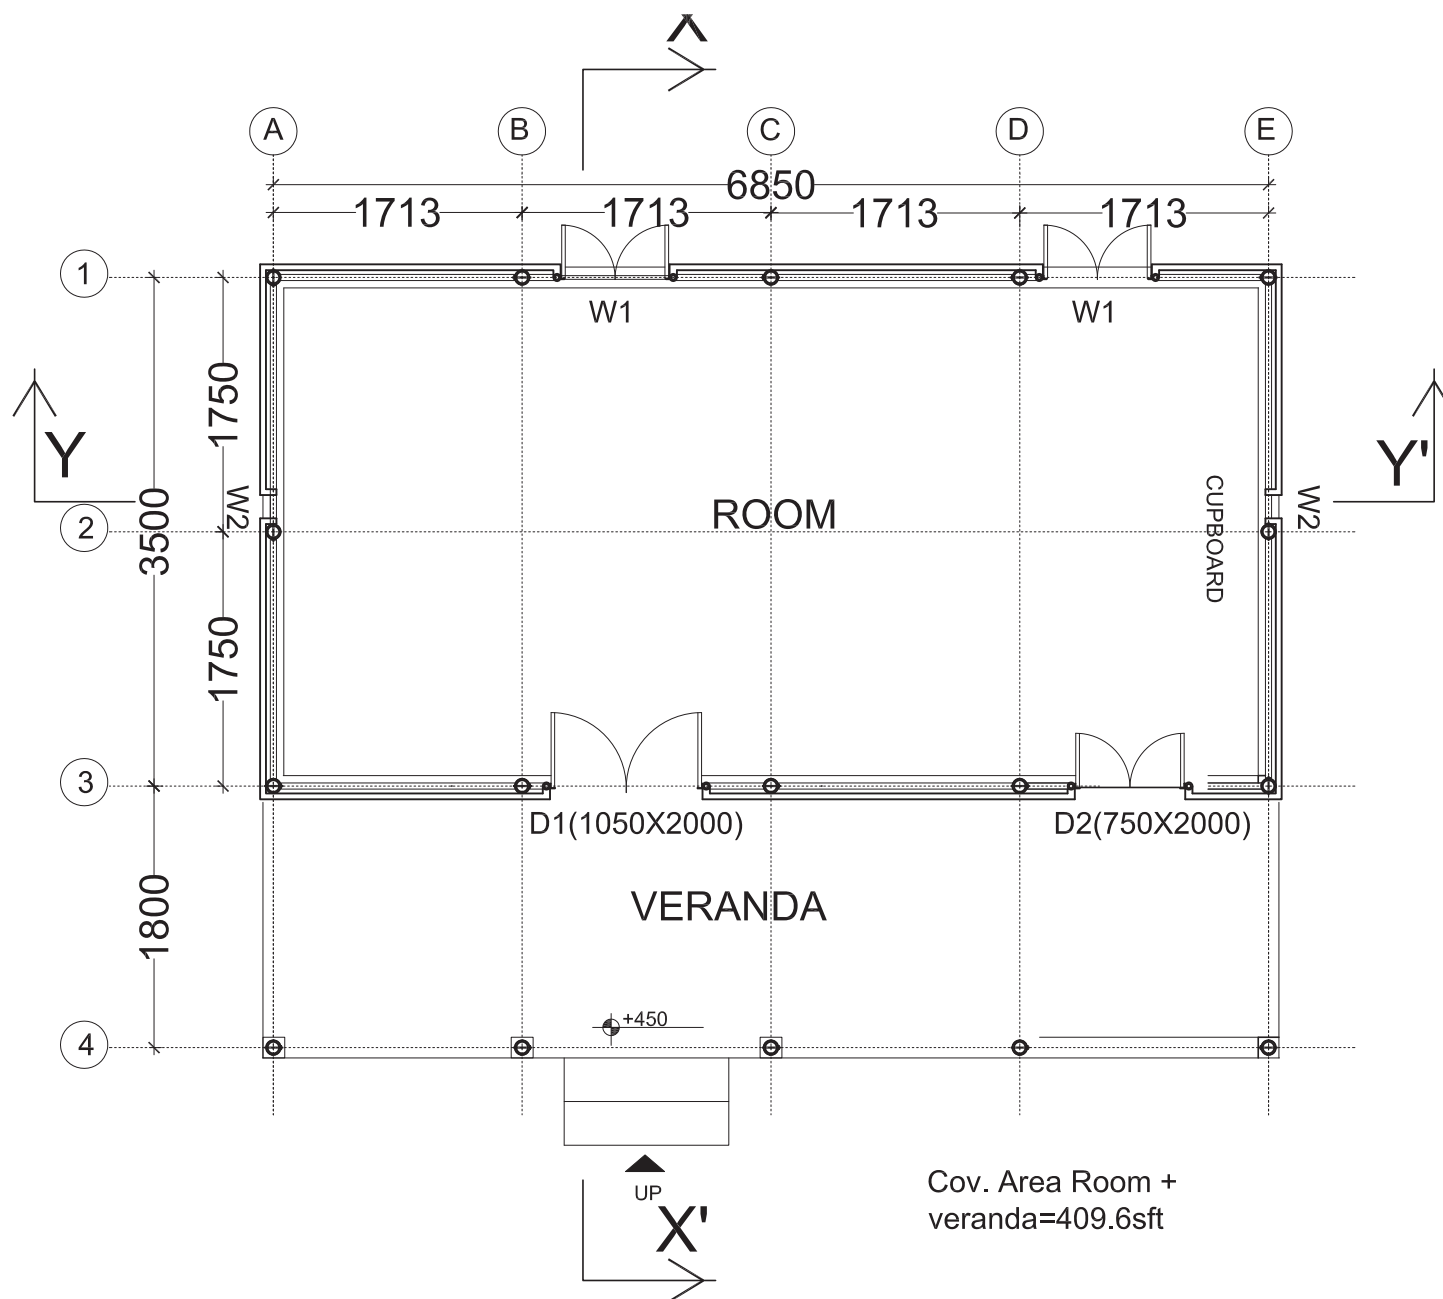 X
A B C D E
6850
1713 1713 1713 1713
1
W1 W1
1750
Y Y'
3500
W2 W2
2
ROOM
CUPBOARD
1750
3
D1(1050X2000) D2(750X2000)
1800
VERANDA
+450
4
UP
X'
Cov. Area Room +
veranda=409.6sft